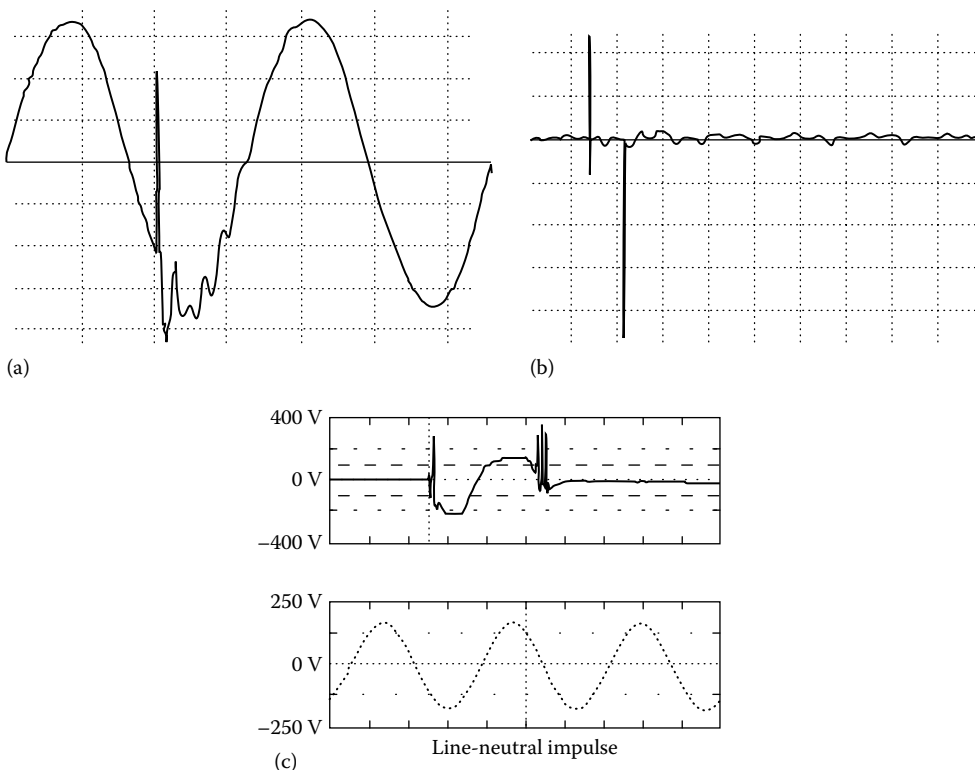 (a)
(b)
400 V
0 V
−400 V
250 V
0 V
−250 V
Line-neutral impulse
(c)